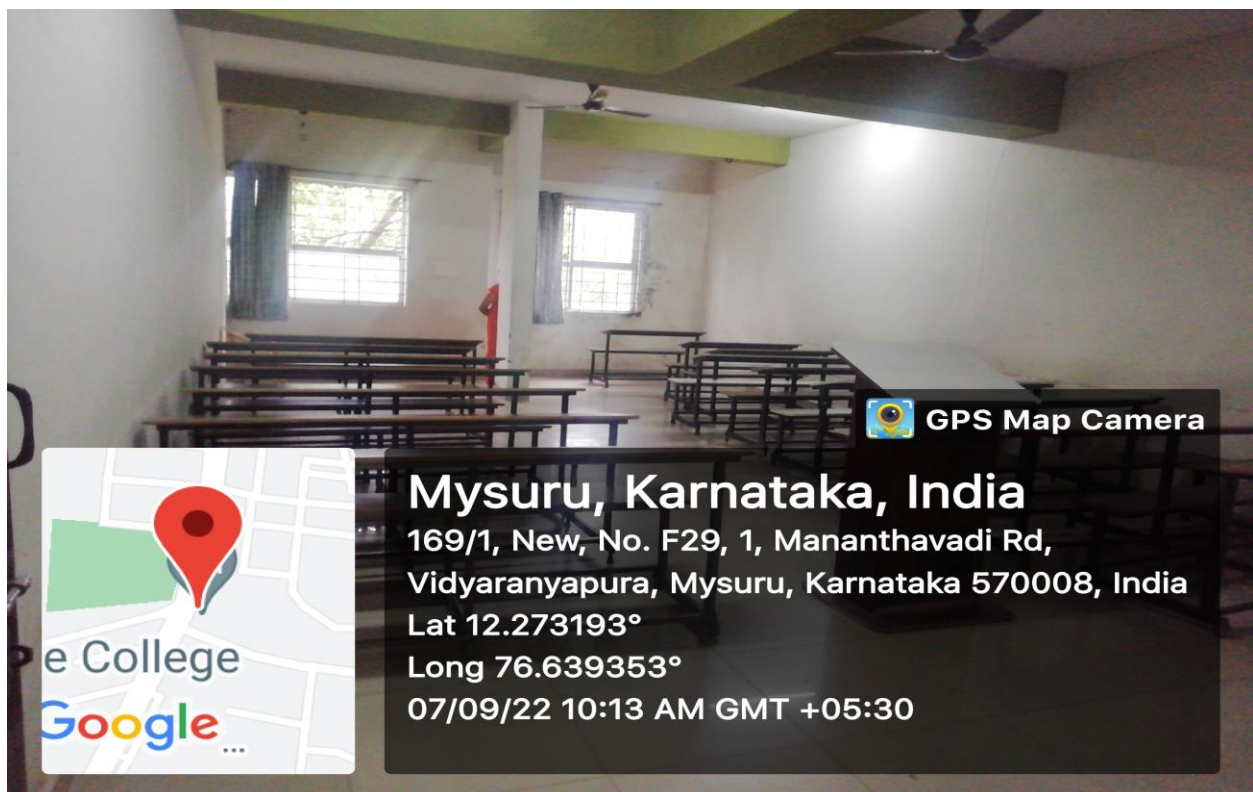 GPS Map Camera
Mysuru, Karnataka, India
169/1, New, No. F29, 1, Mananthavadi Rd,
Vidyaranyapura, Mysuru, Karnataka 570008, India
Lat 12.273193°
Long 76.639353°
07/09/22 10:13 AM GMT +05:30
e College
Google
...